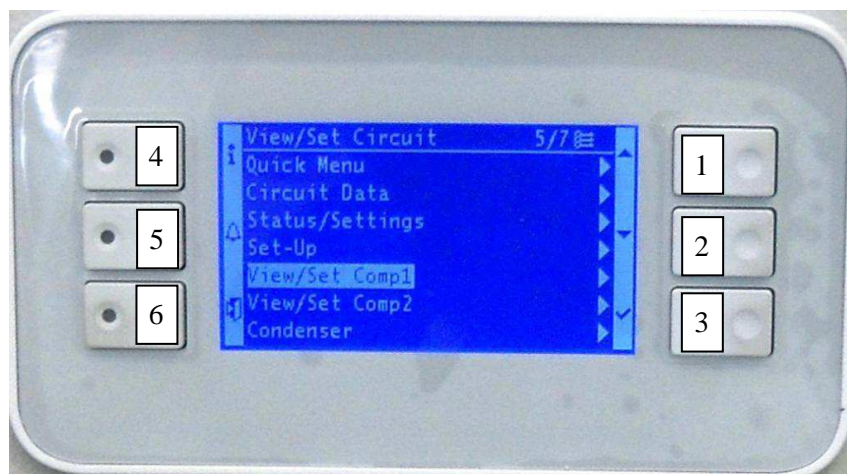 View/Set Circuit 5/7
Quick Menu
Circuit Data
Status/Settings
Set-Up
View/Set Comp1
View/Set Comp2
Condenser
4
5
6
1
2
3